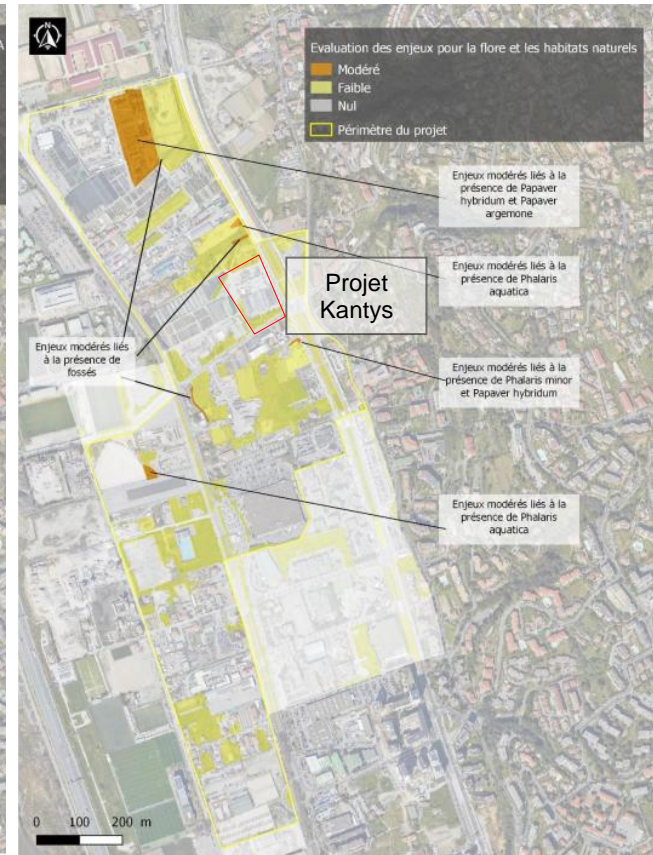 A
N
Evaluation des enjeux pour la flore et les habitats naturels
Modéré
Faible
Nul
Périmètre du projet
Enjeux modérés liés à la
présence de Papaver
hybridum et Papaver
argemone
Enjeux modérés liés à la
présence de Phalaris
aquatica
Projet
Kantys
Enjeux modérés liés
à la présence de
fossés
Enjeux modérés liés à la
présence de Phalaris minor
et Papaver hybridum
Enjeux modérés liés à la
présence de Phalaris
aquatica
0 100 200 m